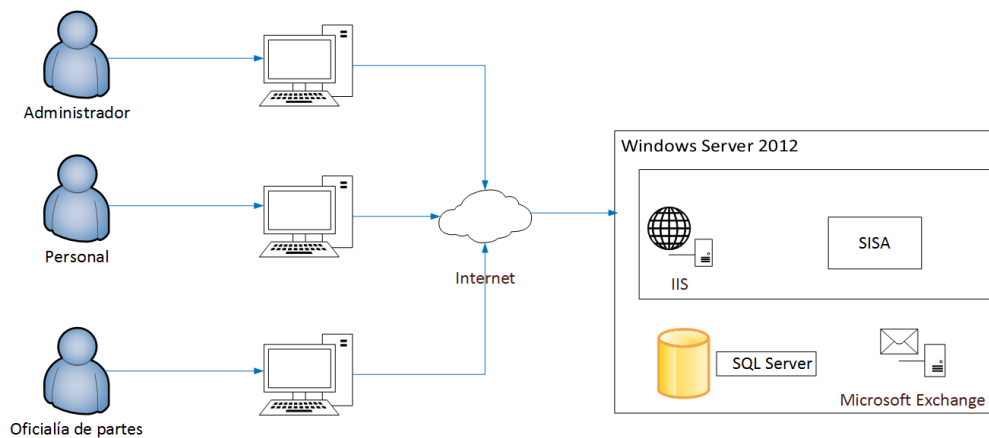 Administrador
Windows Server 2012
Personal
Internet
IIS
SISA
Oficialía de partes
SQL Server
Microsoft Exchange